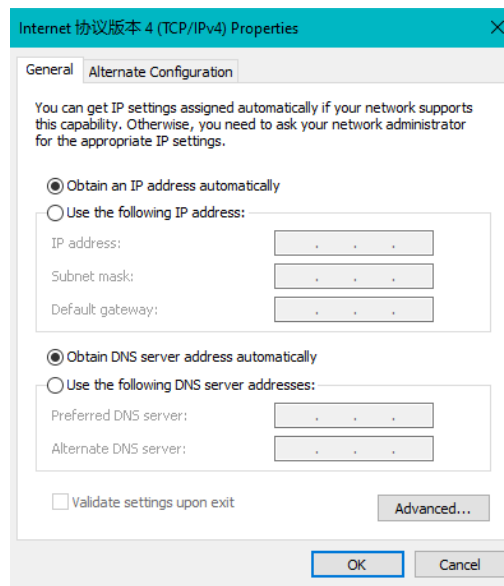 Internet 协议版本 4 (TCP/IPv4) Properties
General
Alternate Configuration
You can get IP settings assigned automatically if your network supports
this capability. Otherwise, you need to ask your network administrator
for the appropriate IP settings.
Obtain an IP address automatically
Use the following IP address:
IP address:
Subnet mask:
Default gateway:
Obtain DNS server address automatically
Use the following DNS server addresses:
Preferred DNS server:
Alternate DNS server:
Validate settings upon exit
Advanced...
OK
Cancel